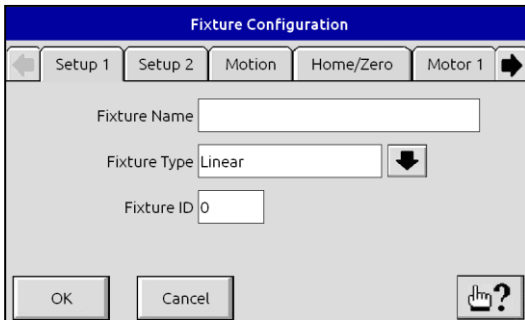 Fixture Configuration
Setup 1 Setup 2 Motion Home/Zero Motor 1
Fixture Name
Fixture Type Linear
Fixture ID 0
OK Cancel ?